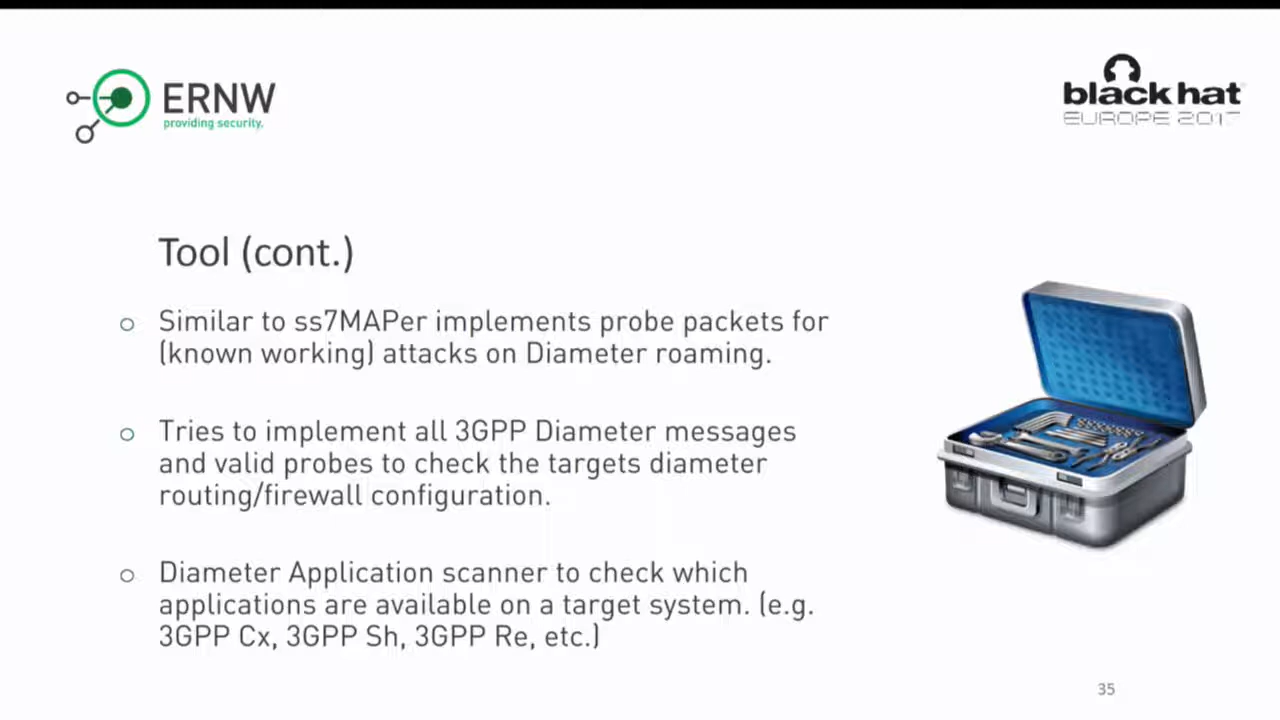 ERNW
providing security.
black hat
EUROPE 2017
Tool (cont.)
Similar to ss7MAPer implements probe packets for
(known working) attacks on Diameter roaming.
Tries to implement all 3GPP Diameter messages
and valid probes to check the targets diameter
routing/firewall configuration.
Diameter Application scanner to check which
applications are available on a target system. (e.g.
3GPP Cx, 3GPP Sh, 3GPP Re, etc.)
35